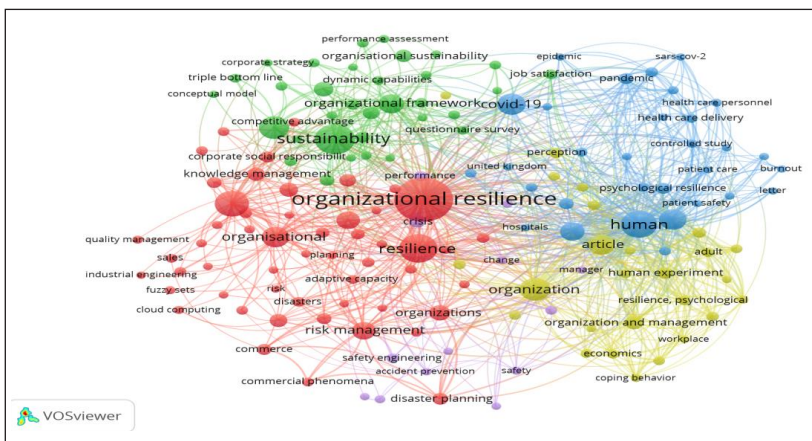 performance assessment
organisational sustainability
epidemic
sars-cov-2
corporate strategy
triple bottom line
dynamic capabilities
job satisfaction
pandemic
conceptual model
organizational framework
covid-19
health care personnel
competitive advantage
health care delivery
sustainability
questionnaire survey
controlled study
corporate social responsibilit
perception
knowledge management
performance
united kingdom
patient care
burnout
psychological resilience
letter
organizational resilience
patient safety
crisis
human
hospitals
quality management
organisational
resilience
article
sales
planning
change
adult
industrial engineering
adaptive capacity
manager
human experiment
fuzzy sets
risk
organization
disasters
resilience, psychological
cloud computing
organizations
organization and management
risk management
workplace
commerce
safety engineering
economics
accident prevention
safety
commercial phenomena
coping behavior
disaster planning
VOSviewer